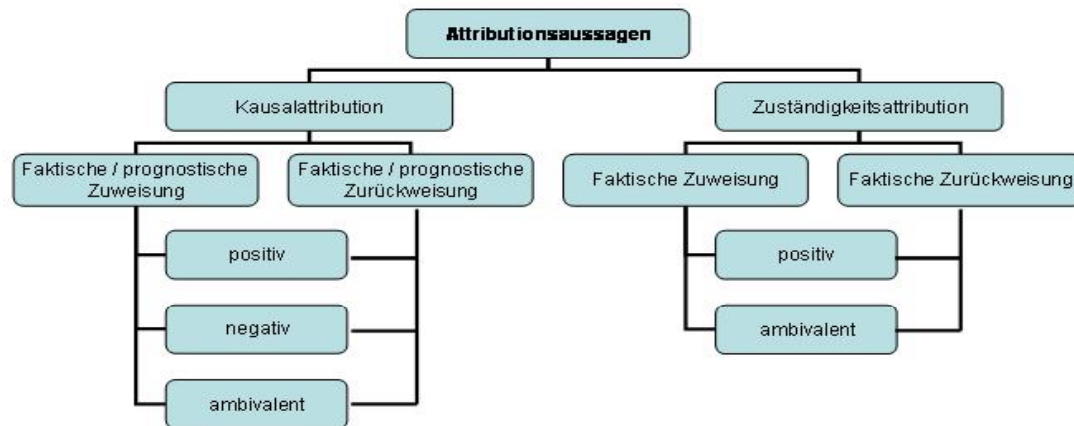 Attributionsaussagen
Kausalattribution
Zuständigkeitsattribution
Faktische / prognostische
Zuweisung
Faktische / prognostische
Zurückweisung
Faktische Zuweisung
Faktische Zurückweisung
positiv
negativ
ambivalent
positiv
ambivalent